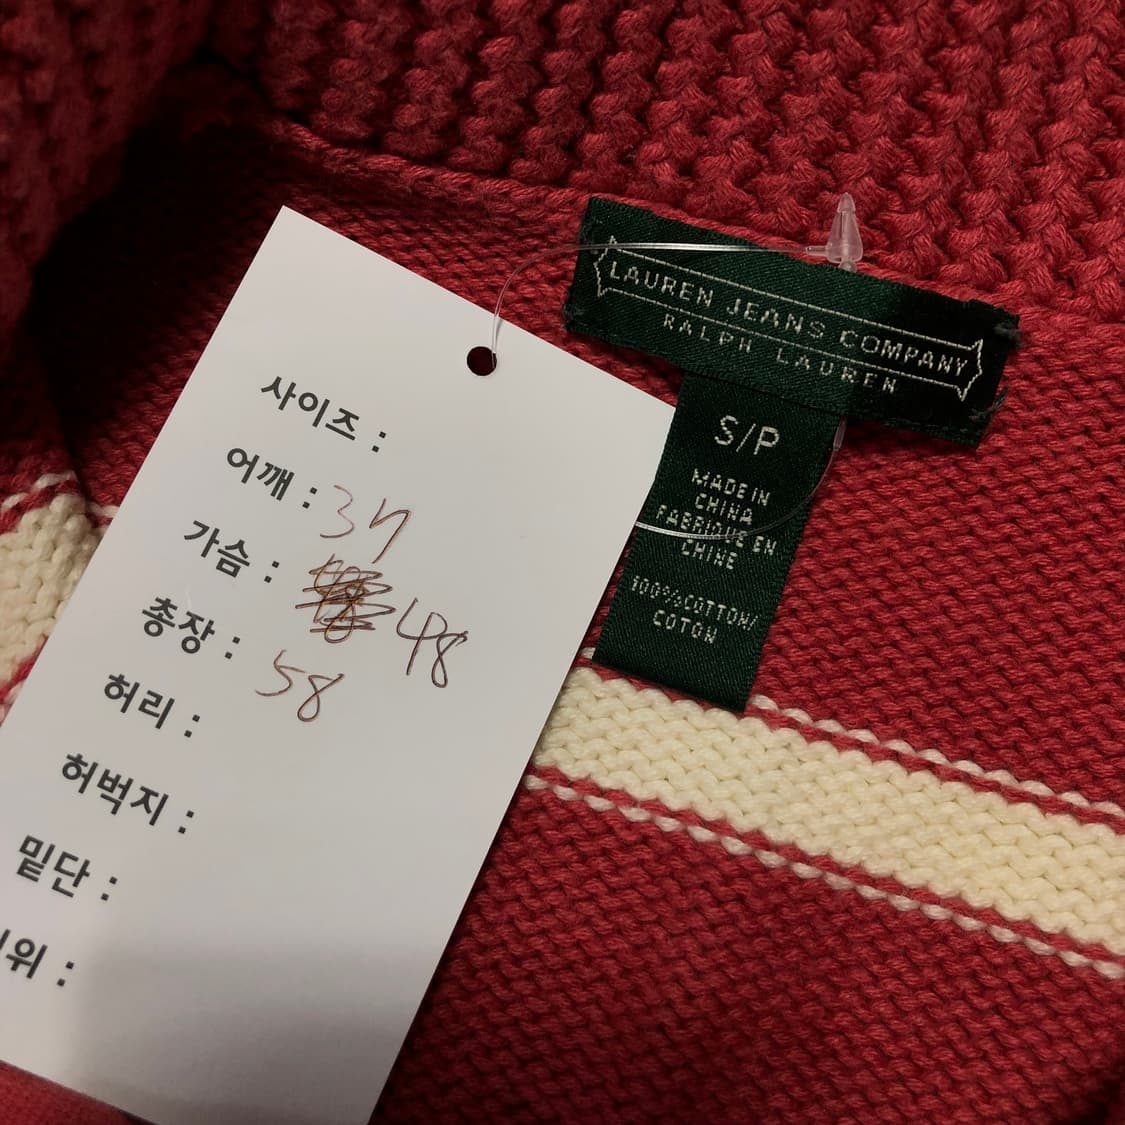 사이즈 :
어깨 : 37
가슴 : 48
총장 : 58
허리 :
허벅지 :
밑단 :
위 :
LAUREN JEANS COMPANY
RALPH LAUREN
S/P
MADE IN
CHINA
FABRIQUE EN
CHINE
100%COTTON/
COTON